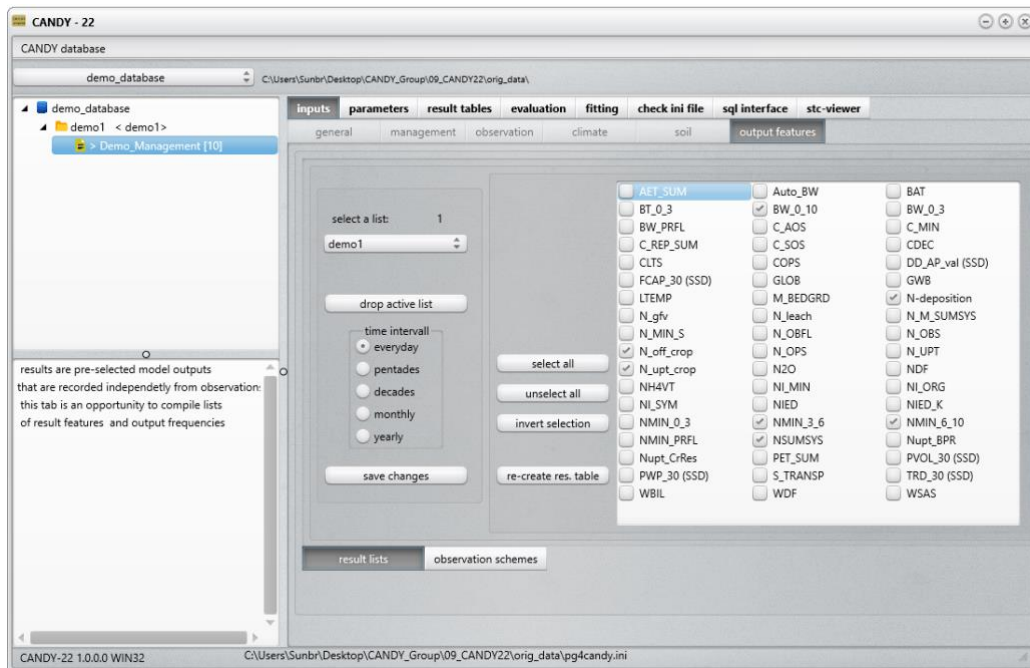 CANDY - 22
CANDY database
demo_database
C:\Users\Sunbr\Desktop\CANDY_Group\09_CANDY22\orig_data\
demo_database
demo1 < demo1>
> Demo_Management [10]
results are pre-selected model outputs
that are recorded independetly from observation:
this tab is an opportunity to compile lists
of result features and output frequencies
inputs parameters result tables evaluation fitting check ini file sql interface stc-viewer
general management observation climate soil output features
select a list: 1
demo1
drop active list
time intervall
everyday
pentades
decades
monthly
yearly
save changes
select all
unselect all
invert selection
re-create res. table
AET_SUM Auto_BW BAT
BT_0_3 BW_0_10 BW_0_3
BW_PRFL C_AOS C_MIN
C_REP_SUM C_SOS CDEC
CLTS COPS DD_AP_val (SSD)
FCAP_30 (SSD) GLOB GWB
LTEMP M_BEDGRD N-deposition
N_gfv N_leach N_M_SUMSYS
N_MIN_S N_OBFL N_OBS
N_off_crop N_OPS N_UPT
N_upt_crop N2O NDF
NH4VT NI_MIN NI_ORG
NI_SYM NIED NIED_K
NMIN_0_3 NMIN_3_6 NMIN_6_10
NMIN_PRFL NSUMSYS Nupt_BPR
Nupt_CrRes PET_SUM PVOL_30 (SSD)
PWP_30 (SSD) S_TRANSP TRD_30 (SSD)
WBIL WDF WSAS
result lists observation schemes
CANDY-22 1.0.0.0 WIN32 C:\Users\Sunbr\Desktop\CANDY_Group\09_CANDY22\orig_data\pg4candy.ini